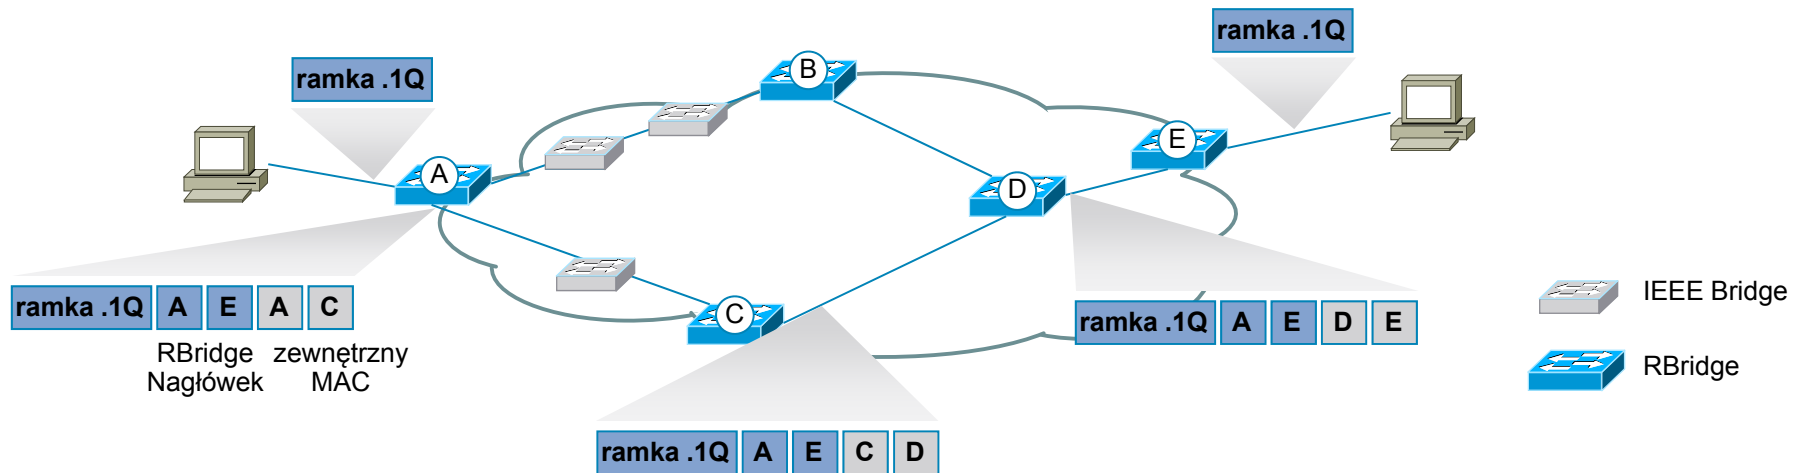 ramka .1Q
ramka .1Q
B
E
A
D
C
ramka .1Q A E A C
RBridge Nagłówek
zewnętrzny MAC
ramka .1Q A E D E
ramka .1Q A E C D
IEEE Bridge
RBridge